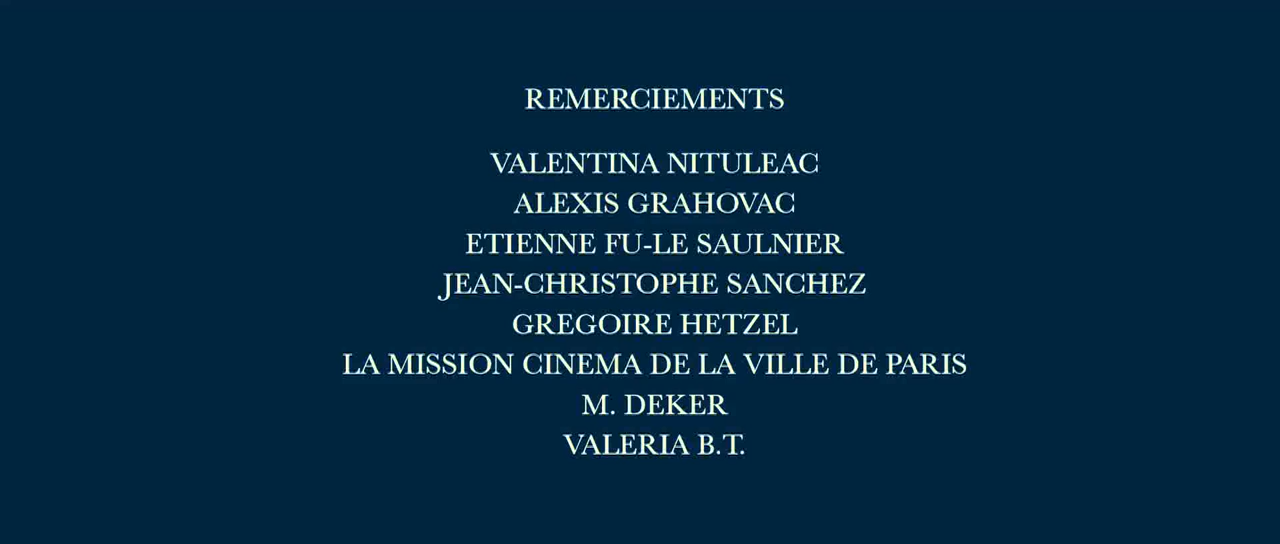 REMERCIEMENTS
VALENTINA NITULEAC
ALEXIS GRAHOVAC
ETIENNE FU-LE SAULNIER
JEAN-CHRISTOPHE SANCHEZ
GREGOIRE HETZEL
LA MISSION CINEMA DE LA VILLE DE PARIS
M. DEKER
VALERIA B.T.